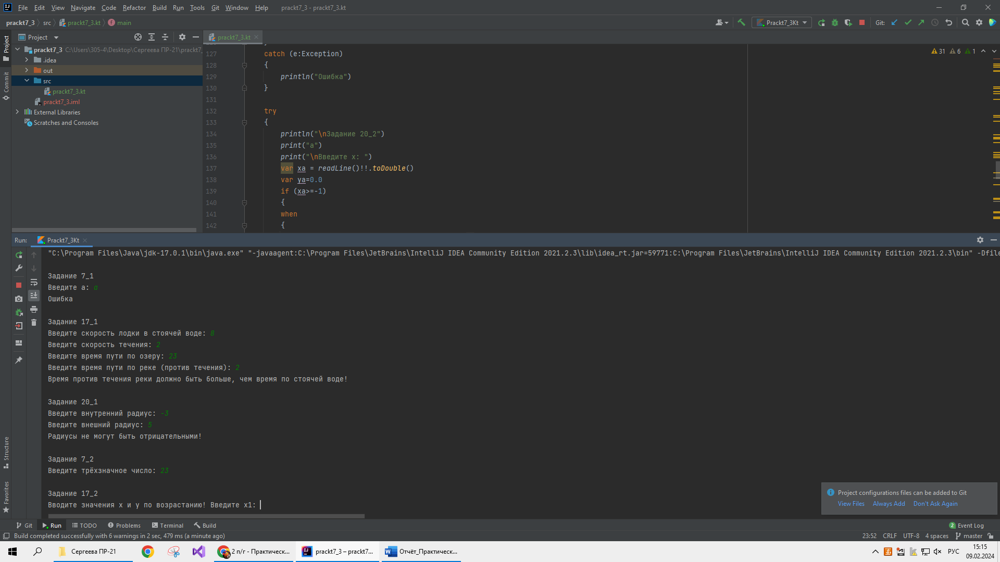 File Edit View Navigate Code Refactor Build Run Tools Git Window Help prackt7_3 - prackt7_3.kt
prackt7_3 src prackt7_3.kt main
Prackt7_3Kt Git:
Project
prackt7_3.kt
prackt7_3 C:\Users\305-4\Desktop\Сергеева ПР-21\prackt7_
.idea
out
src
prackt7_3.kt
prackt7_3.iml
External Libraries
Scratches and Consoles
Project
Commit
31 6 1
127 catch (e:Exception)
128 {
129 println("Ошибка")
130 }
131
132 try
133 {
134 println("\nЗадание 20_2")
135 print("a")
136 print("\nВведите x: ")
137 var xa = readLine()!!.toDouble()
138 var ya=0.0
139 if (xa>=-1)
140 {
141 when
142 {
Run: Prackt7_3Kt
"C:\Program Files\Java\jdk-17.0.1\bin\java.exe" "-javaagent:C:\Program Files\JetBrains\IntelliJ IDEA Community Edition 2021.2.3\lib\idea_rt.jar=59771:C:\Program Files\JetBrains\IntelliJ IDEA Community Edition 2021.2.3\bin" -Dfile
Задание 7_1
Введите a: a
Ошибка
Задание 17_1
Введите скорость лодки в стоячей воде: 8
Введите скорость течения: 2
Введите время пути по озеру: 23
Введите время пути по реке (против течения): 2
Время против течения реки должно быть больше, чем время по стоячей воде!
Задание 20_1
Введите внутренний радиус: -3
Введите внешний радиус: 5
Радиусы не могут быть отрицательными!
Задание 7_2
Введите трёхзначное число: 23
Задание 17_2
Вводите значения x и y по возрастанию! Введите x1:
Structure
Favorites
Project configurations files can be added to Git
View Files Always Add Don't Ask Again
Git Run TODO Problems Terminal Build 2 Event Log
Build completed successfully with 6 warnings in 2 sec, 479 ms (a minute ago) 23:52 CRLF UTF-8 4 spaces master
Сергеева ПР-21 2 п/г - Практическ... prackt7_3 – prackt7... Отчёт_Практическ... РУС
15:15
09.02.2024